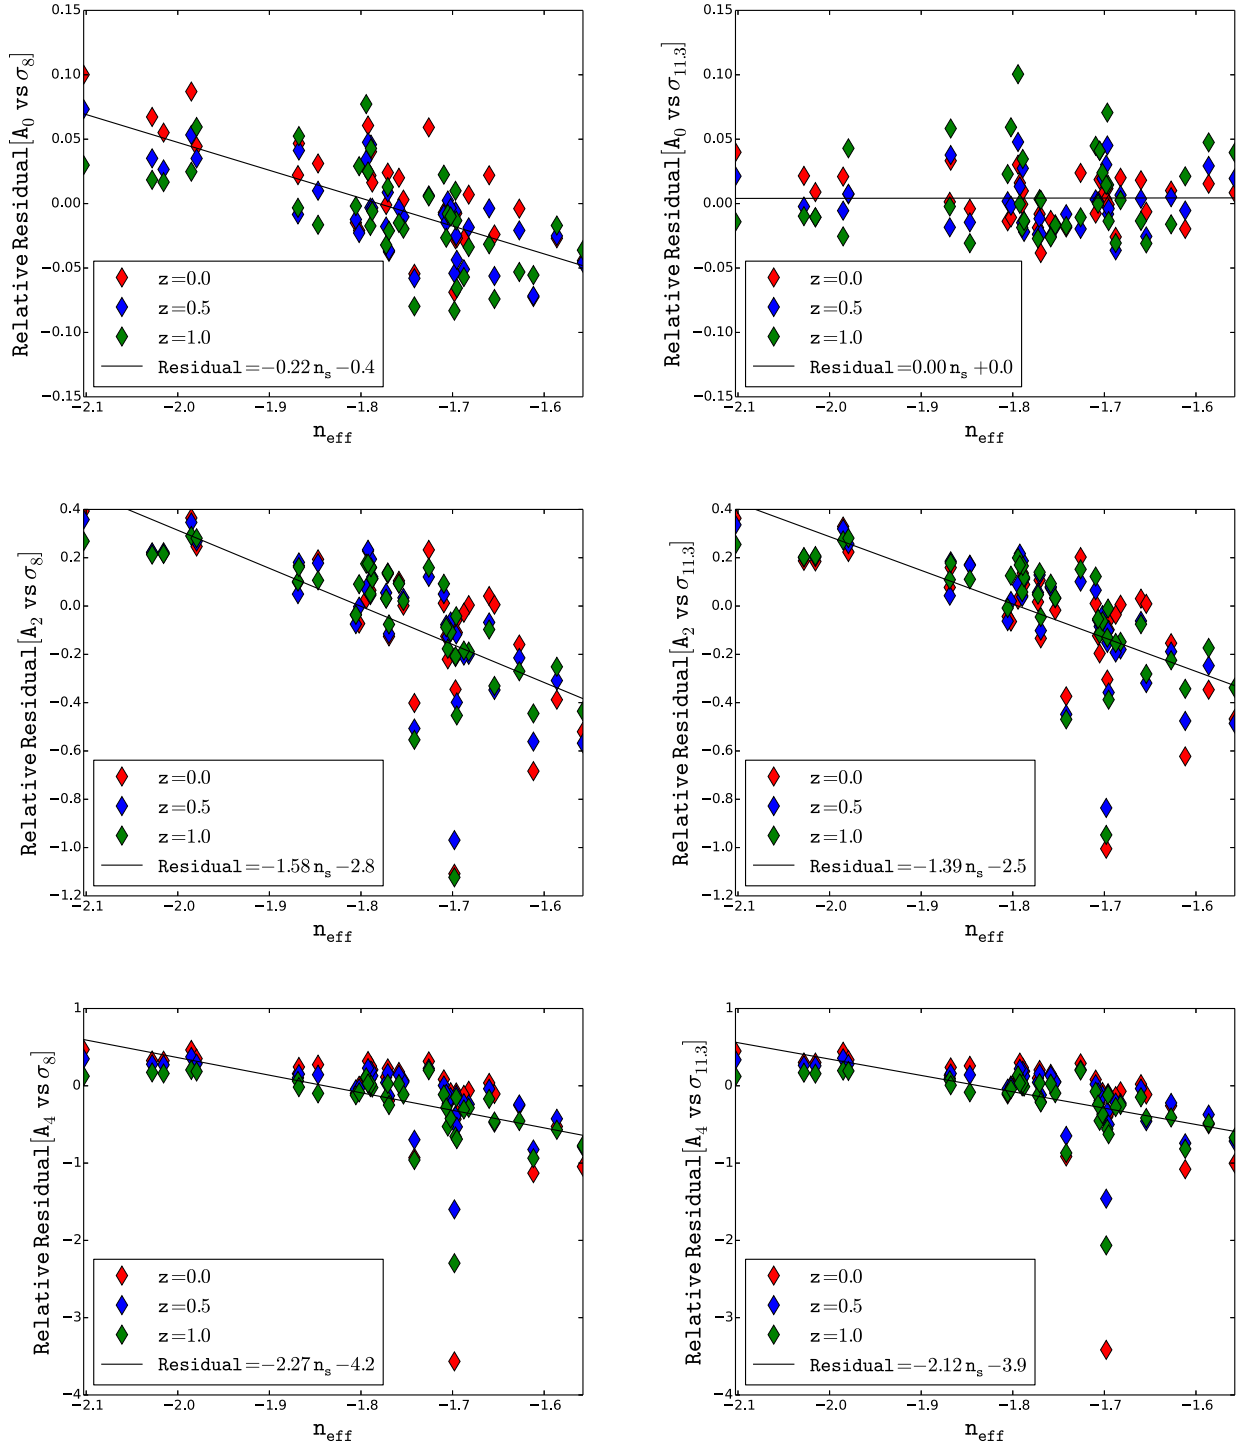 0.15
0.10
0.05
0.00
−0.05
−0.10
−0.15
Relative Residual[A₀ vs σ₈]
z=0.0
z=0.5
z=1.0
Residual=−0.22 nₛ −0.4
−2.1 −2.0 −1.9 −1.8 −1.7 −1.6
n_eff
0.15
0.10
0.05
0.00
−0.05
−0.10
−0.15
Relative Residual[A₀ vs σ₁₁.₃]
z=0.0
z=0.5
z=1.0
Residual=0.00 nₛ +0.0
−2.1 −2.0 −1.9 −1.8 −1.7 −1.6
n_eff
0.4
0.2
0.0
−0.2
−0.4
−0.6
−0.8
−1.0
−1.2
Relative Residual[A₂ vs σ₈]
z=0.0
z=0.5
z=1.0
Residual=−1.58 nₛ −2.8
−2.1 −2.0 −1.9 −1.8 −1.7 −1.6
n_eff
0.4
0.2
0.0
−0.2
−0.4
−0.6
−0.8
−1.0
−1.2
Relative Residual[A₂ vs σ₁₁.₃]
z=0.0
z=0.5
z=1.0
Residual=−1.39 nₛ −2.5
−2.1 −2.0 −1.9 −1.8 −1.7 −1.6
n_eff
1
0
−1
−2
−3
−4
Relative Residual[A₄ vs σ₈]
z=0.0
z=0.5
z=1.0
Residual=−2.27 nₛ −4.2
−2.1 −2.0 −1.9 −1.8 −1.7 −1.6
n_eff
1
0
−1
−2
−3
−4
Relative Residual[A₄ vs σ₁₁.₃]
z=0.0
z=0.5
z=1.0
Residual=−2.12 nₛ −3.9
−2.1 −2.0 −1.9 −1.8 −1.7 −1.6
n_eff